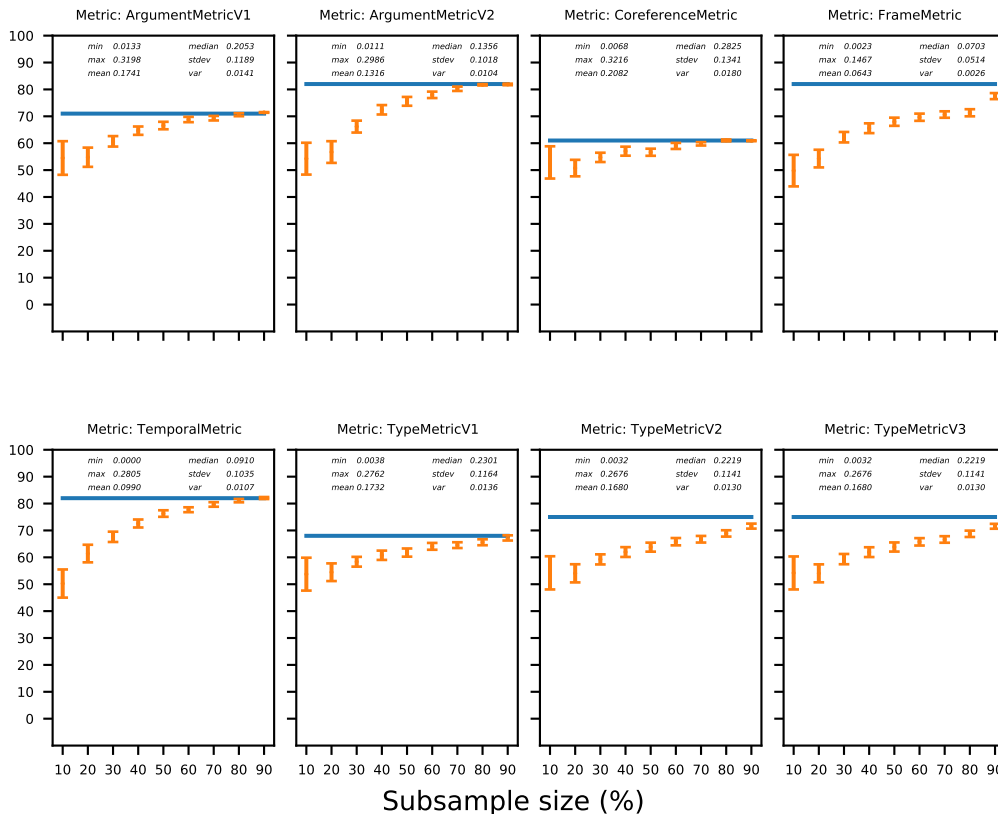 Metric: ArgumentMetricV1 Metric: ArgumentMetricV2 Metric: CoreferenceMetric Metric: FrameMetric
min 0.0133 median 0.2053 min 0.0111 median 0.1356 min 0.0068 median 0.2825 min 0.0023 median 0.0703
max 0.3198 stdev 0.1189 max 0.2986 stdev 0.1018 max 0.3216 stdev 0.1341 max 0.1467 stdev 0.0514
mean 0.1741 var 0.0141 mean 0.1316 var 0.0104 mean 0.2082 var 0.0180 mean 0.0643 var 0.0026
100
90
80
70
60
50
40
30
20
10
0
Metric: TemporalMetric Metric: TypeMetricV1 Metric: TypeMetricV2 Metric: TypeMetricV3
min 0.0000 median 0.0910 min 0.0038 median 0.2301 min 0.0032 median 0.2219 min 0.0032 median 0.2219
max 0.2805 stdev 0.1035 max 0.2762 stdev 0.1164 max 0.2676 stdev 0.1141 max 0.2676 stdev 0.1141
mean 0.0990 var 0.0107 mean 0.1732 var 0.0136 mean 0.1680 var 0.0130 mean 0.1680 var 0.0130
100
90
80
70
60
50
40
30
20
10
0
10 20 30 40 50 60 70 80 90 10 20 30 40 50 60 70 80 90 10 20 30 40 50 60 70 80 90 10 20 30 40 50 60 70 80 90
Subsample size (%)